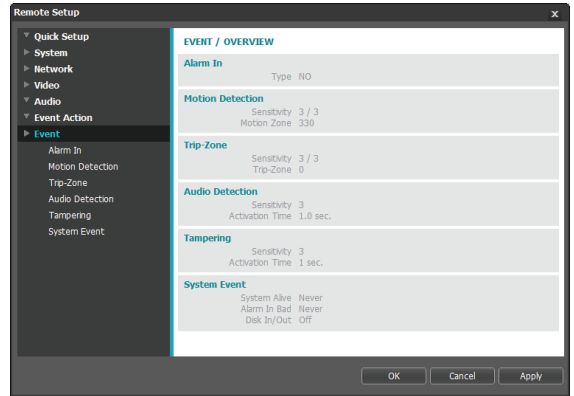 Remote Setup
x
Quick Setup
System
Network
Video
Audio
Event Action
Event
Alarm In
Motion Detection
Trip-Zone
Audio Detection
Tampering
System Event
EVENT / OVERVIEW
Alarm In
Type NO
Motion Detection
Sensitivity 3 / 3
Motion Zone 330
Trip-Zone
Sensitivity 3 / 3
Trip-Zone 0
Audio Detection
Sensitivity 3
Activation Time 1.0 sec.
Tampering
Sensitivity 3
Activation Time 1 sec.
System Event
System Alive Never
Alarm In Bad Never
Disk In/Out Off
OK Cancel Apply